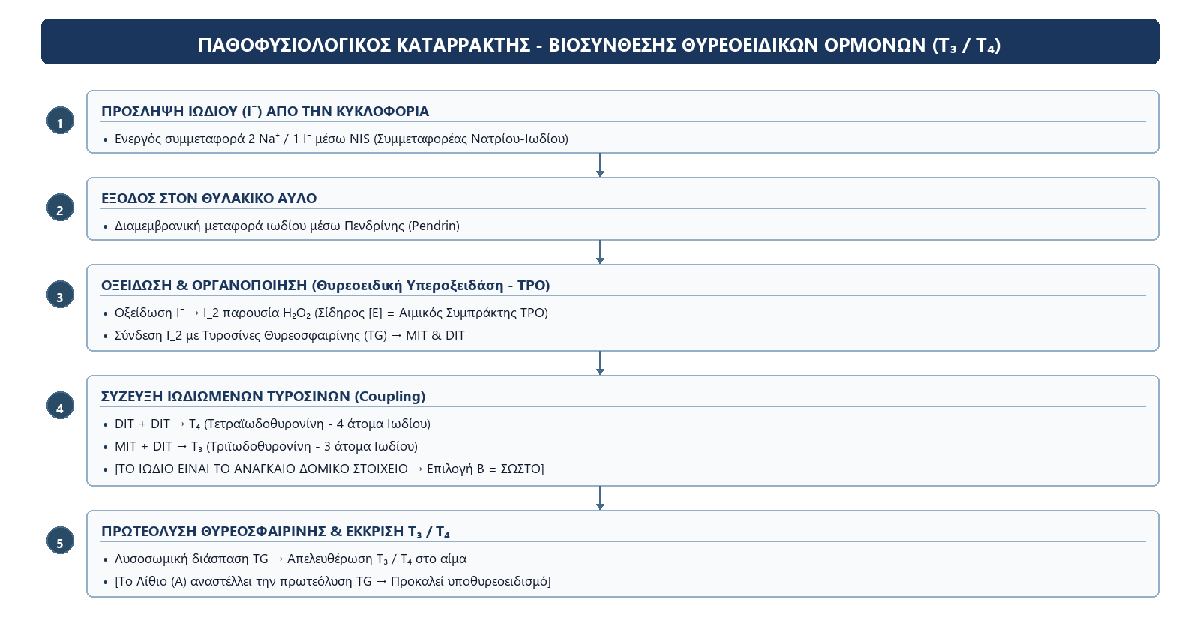 ΠΑΘΟΦΥΣΙΟΛΟΓΙΚΟΣ ΚΑΤΑΡΡΑΚΤΗΣ - ΒΙΟΣΥΝΘΕΣΗΣ ΘΥΡΕΟΕΙΔΙΚΩΝ ΟΡΜΟΝΩΝ (T₃ / T₄)
1
ΠΡΟΣΛΗΨΗ ΙΩΔΙΟΥ (I⁻) ΑΠΟ ΤΗΝ ΚΥΚΛΟΦΟΡΙΑ
• Ενεργός συμμεταφορά 2 Na⁺ / 1 I⁻ μέσω NIS (Συμμεταφορέας Νατρίου-Ιωδίου)
2
ΕΞΟΔΟΣ ΣΤΟΝ ΘΥΛΑΚΙΚΟ ΑΥΛΟ
• Διαμεμβρανική μεταφορά ιωδίου μέσω Πενδρίνης (Pendrin)
3
ΟΞΕΙΔΩΣΗ & ΟΡΓΑΝΟΠΟΙΗΣΗ (Θυρεοειδική Υπεροξειδάση - TPO)
• Οξείδωση I⁻ → I_2 παρουσία H₂O₂ (Σίδηρος [E] = Αιμικός Συμπράκτης TPO)
• Σύνδεση I_2 με Τυροσίνες Θυρεοσφαιρίνης (TG) → MIT & DIT
4
ΣΥΖΕΥΞΗ ΙΩΔΙΩΜΕΝΩΝ ΤΥΡΟΣΙΝΩΝ (Coupling)
• DIT + DIT → T₄ (Τετραϊωδοθυρονίνη - 4 άτομα Ιωδίου)
• MIT + DIT → T₃ (Τριϊωδοθυρονίνη - 3 άτομα Ιωδίου)
• [ΤΟ ΙΩΔΙΟ ΕΙΝΑΙ ΤΟ ΑΝΑΓΚΑΙΟ ΔΟΜΙΚΟ ΣΤΟΙΧΕΙΟ → Επιλογή Β = ΣΩΣΤΟ]
5
ΠΡΩΤΕΟΛΥΣΗ ΘΥΡΕΟΣΦΑΙΡΙΝΗΣ & ΕΚΚΡΙΣΗ T₃ / T₄
• Λυσοσωμική διάσπαση TG → Απελευθέρωση T₃ / T₄ στο αίμα
• [Το Λίθιο (Α) αναστέλλει την πρωτεόλυση TG → Προκαλεί υποθυρεοειδισμό]